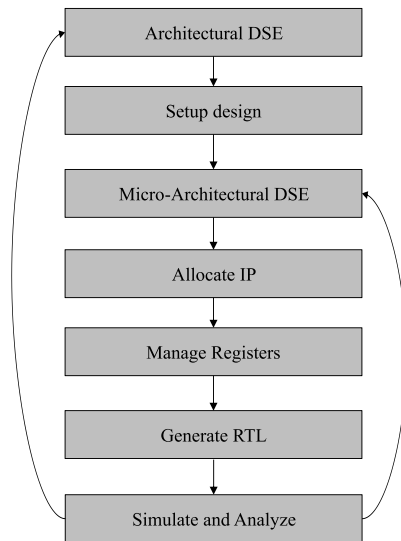 Architectural DSE
Setup design
Micro-Architectural DSE
Allocate IP
Manage Registers
Generate RTL
Simulate and Analyze